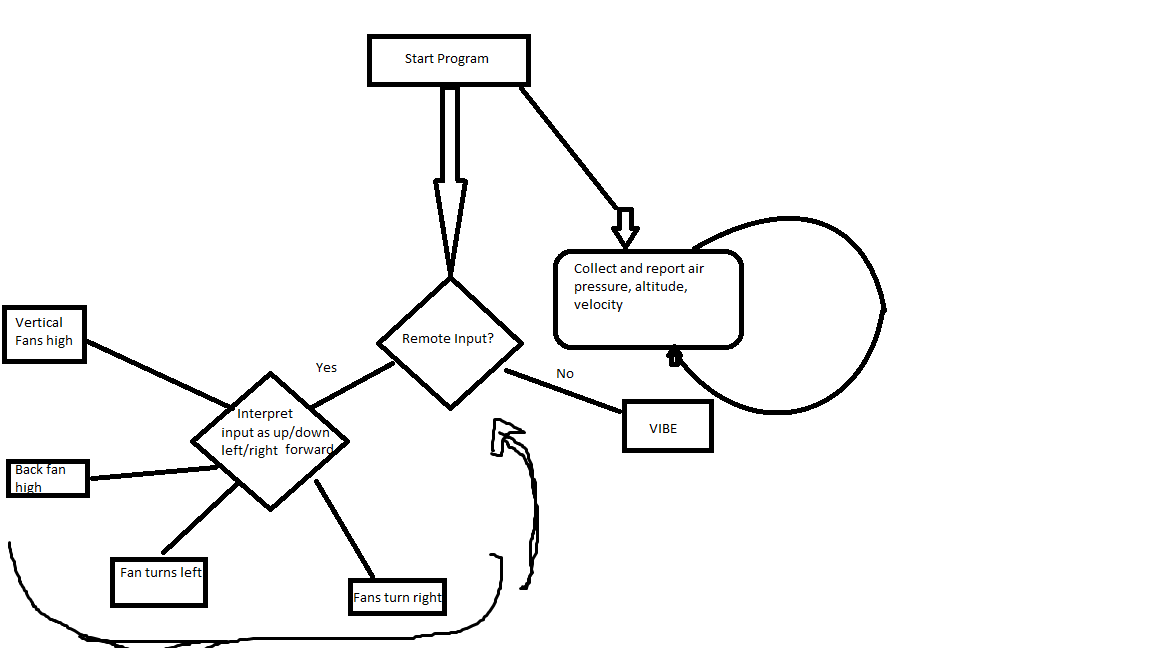 Start Program
Collect and report air
pressure, altitude,
velocity
Vertical
Fans high
Remote Input?
Yes
No
Interpret
input as up/down
left/right forward
VIBE
Back fan
high
Fan turns left
Fans turn right